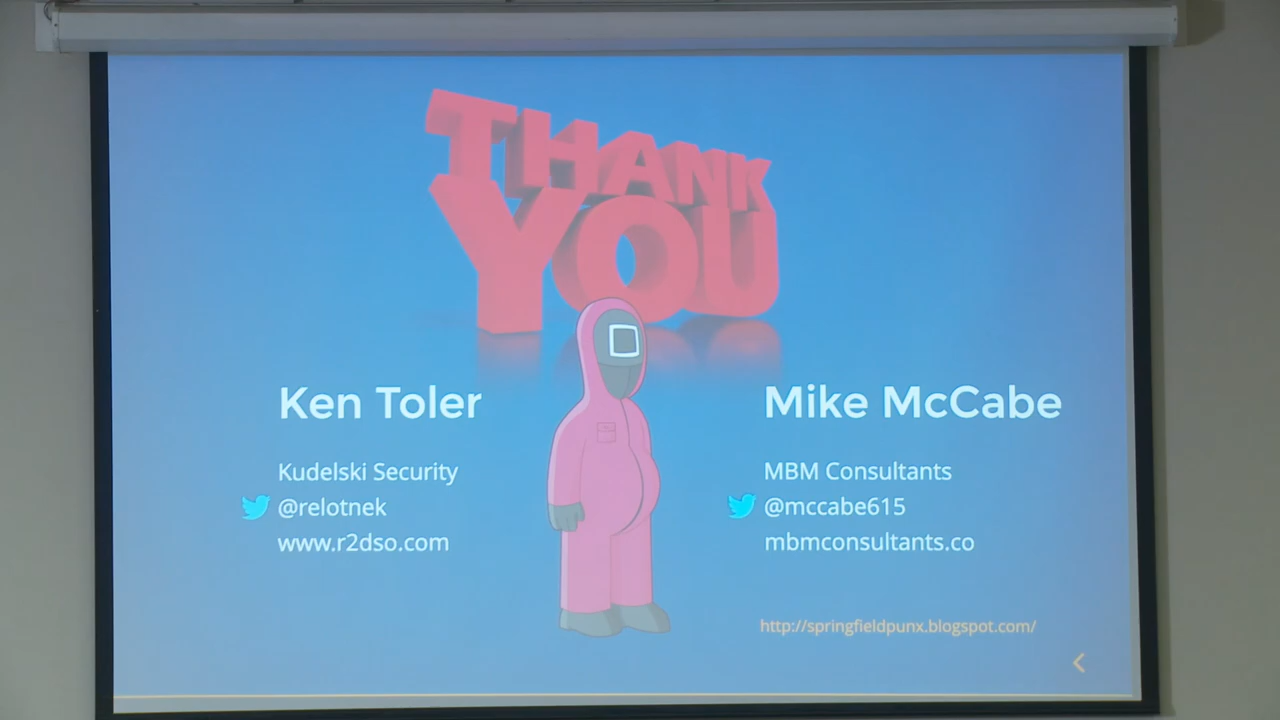 THANK
YOU
Ken Toler
Kudelski Security
@relotnek
www.r2dso.com
Mike McCabe
MBM Consultants
@mccabe615
mbmconsultants.co
http://springfieldpunx.blogspot.com/